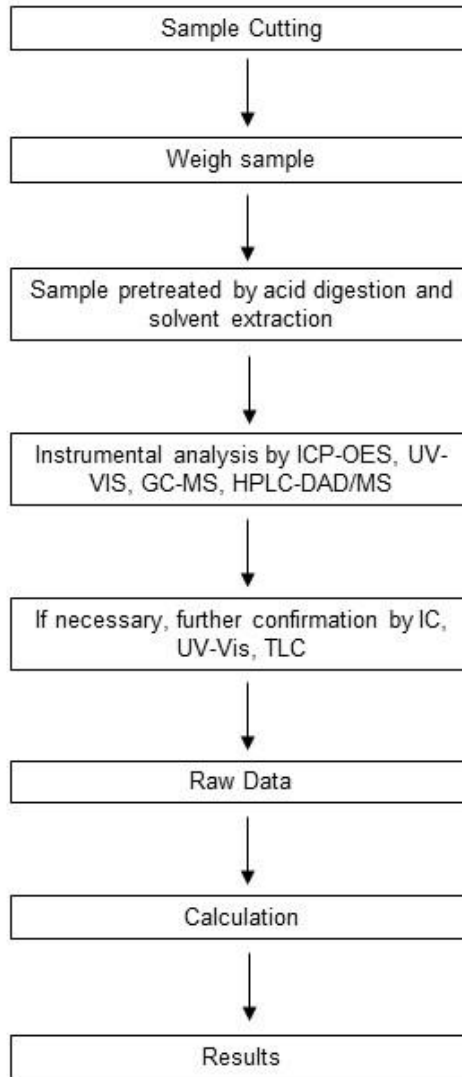 Sample Cutting
Weigh sample
Sample pretreated by acid digestion and
solvent extraction
Instrumental analysis by ICP-OES, UV-
VIS, GC-MS, HPLC-DAD/MS
If necessary, further confirmation by IC,
UV-Vis, TLC
Raw Data
Calculation
Results